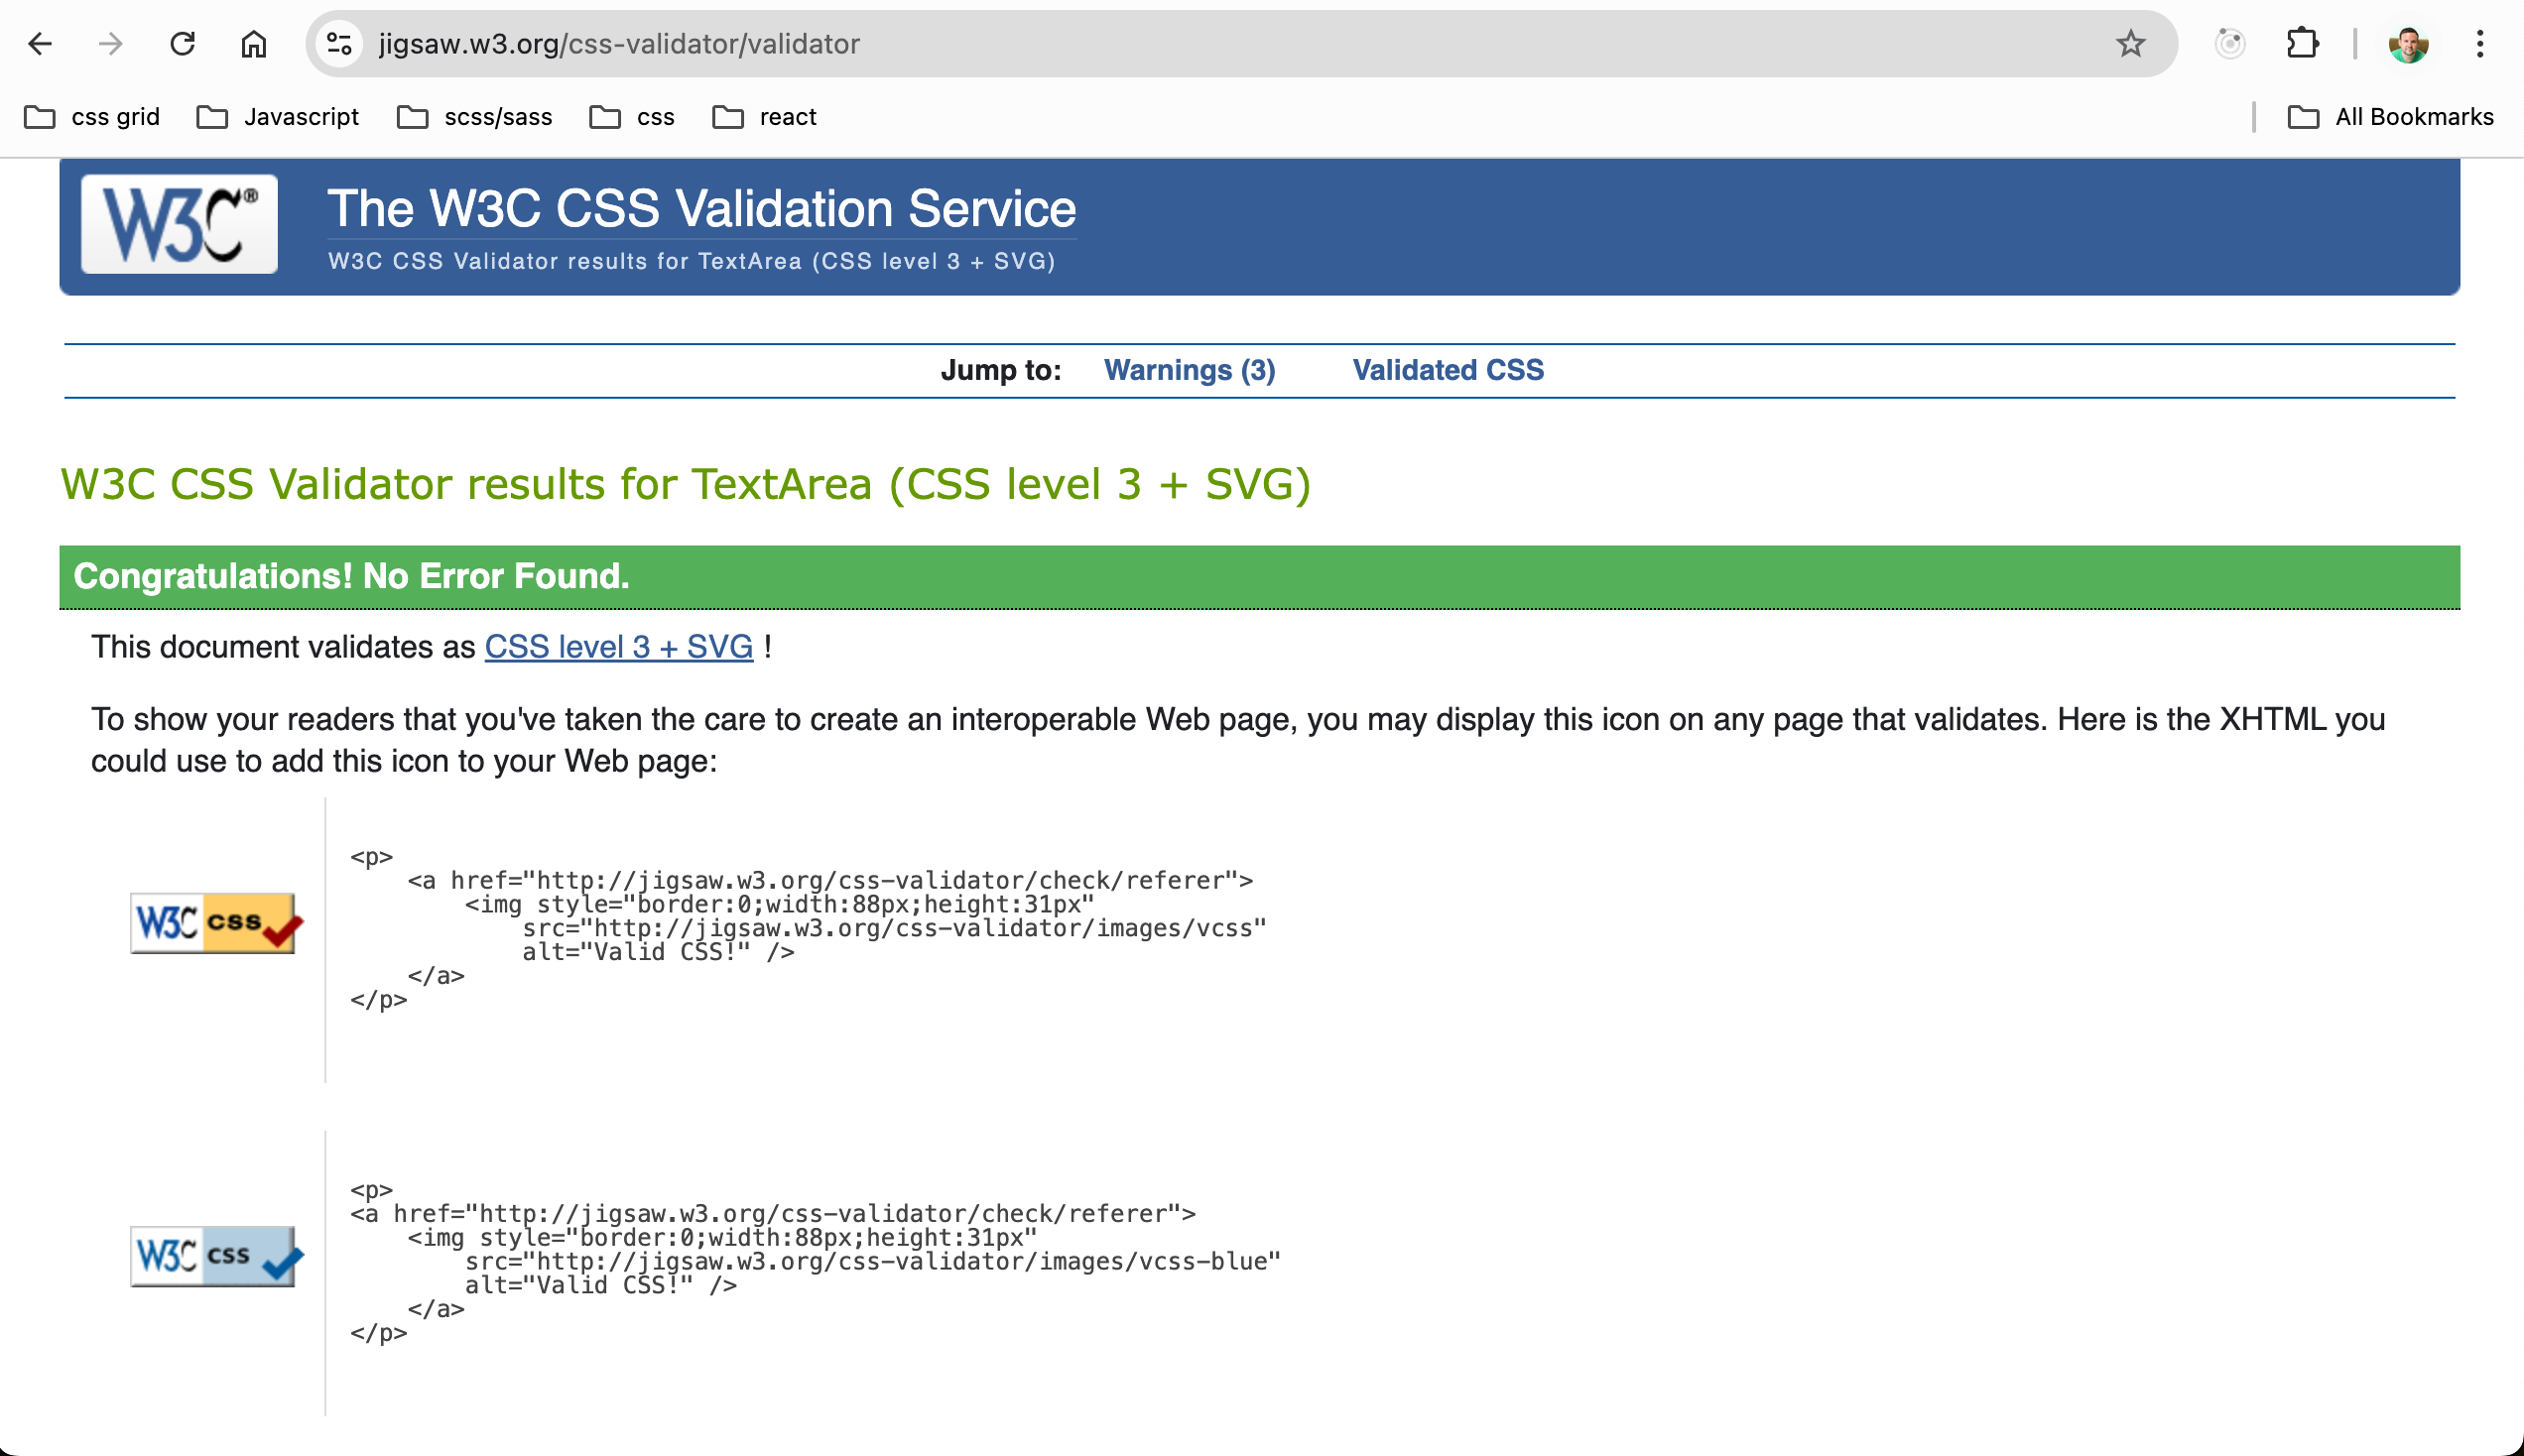 jigsaw.w3.org/css-validator/validator
css grid Javascript scss/sass css react All Bookmarks
W3C® The W3C CSS Validation Service
W3C CSS Validator results for TextArea (CSS level 3 + SVG)
Jump to: Warnings (3) Validated CSS
W3C CSS Validator results for TextArea (CSS level 3 + SVG)
Congratulations! No Error Found.
This document validates as CSS level 3 + SVG !
To show your readers that you've taken the care to create an interoperable Web page, you may display this icon on any page that validates. Here is the XHTML you
could use to add this icon to your Web page:
<p>
<a href="http://jigsaw.w3.org/css-validator/check/referer">
<img style="border:0;width:88px;height:31px"
W3C css
src="http://jigsaw.w3.org/css-validator/images/vcss"
alt="Valid CSS!" />
</a>
</p>
<p>
<a href="http://jigsaw.w3.org/css-validator/check/referer">
<img style="border:0;width:88px;height:31px"
W3C css
src="http://jigsaw.w3.org/css-validator/images/vcss-blue"
alt="Valid CSS!" />
</a>
</p>